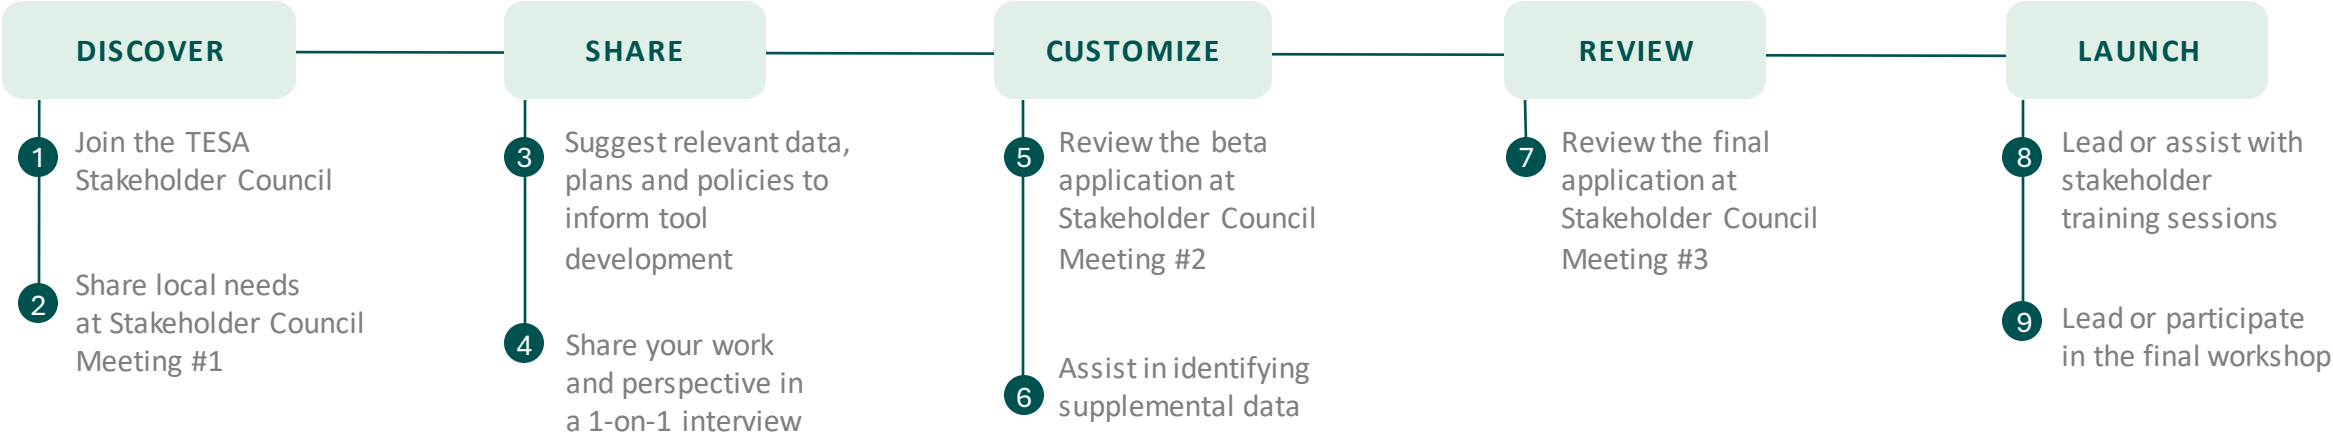 DISCOVER
1
Join the TESA
Stakeholder Council
2
Share local needs
at Stakeholder Council
Meeting #1
SHARE
3
Suggest relevant data,
plans and policies to
inform tool
development
4
Share your work
and perspective in
a 1-on-1 interview
CUSTOMIZE
5
Review the beta
application at
Stakeholder Council
Meeting #2
6
Assist in identifying
supplemental data
REVIEW
7
Review the final
application at
Stakeholder Council
Meeting #3
LAUNCH
8
Lead or assist with
stakeholder
training sessions
9
Lead or participate
in the final workshop